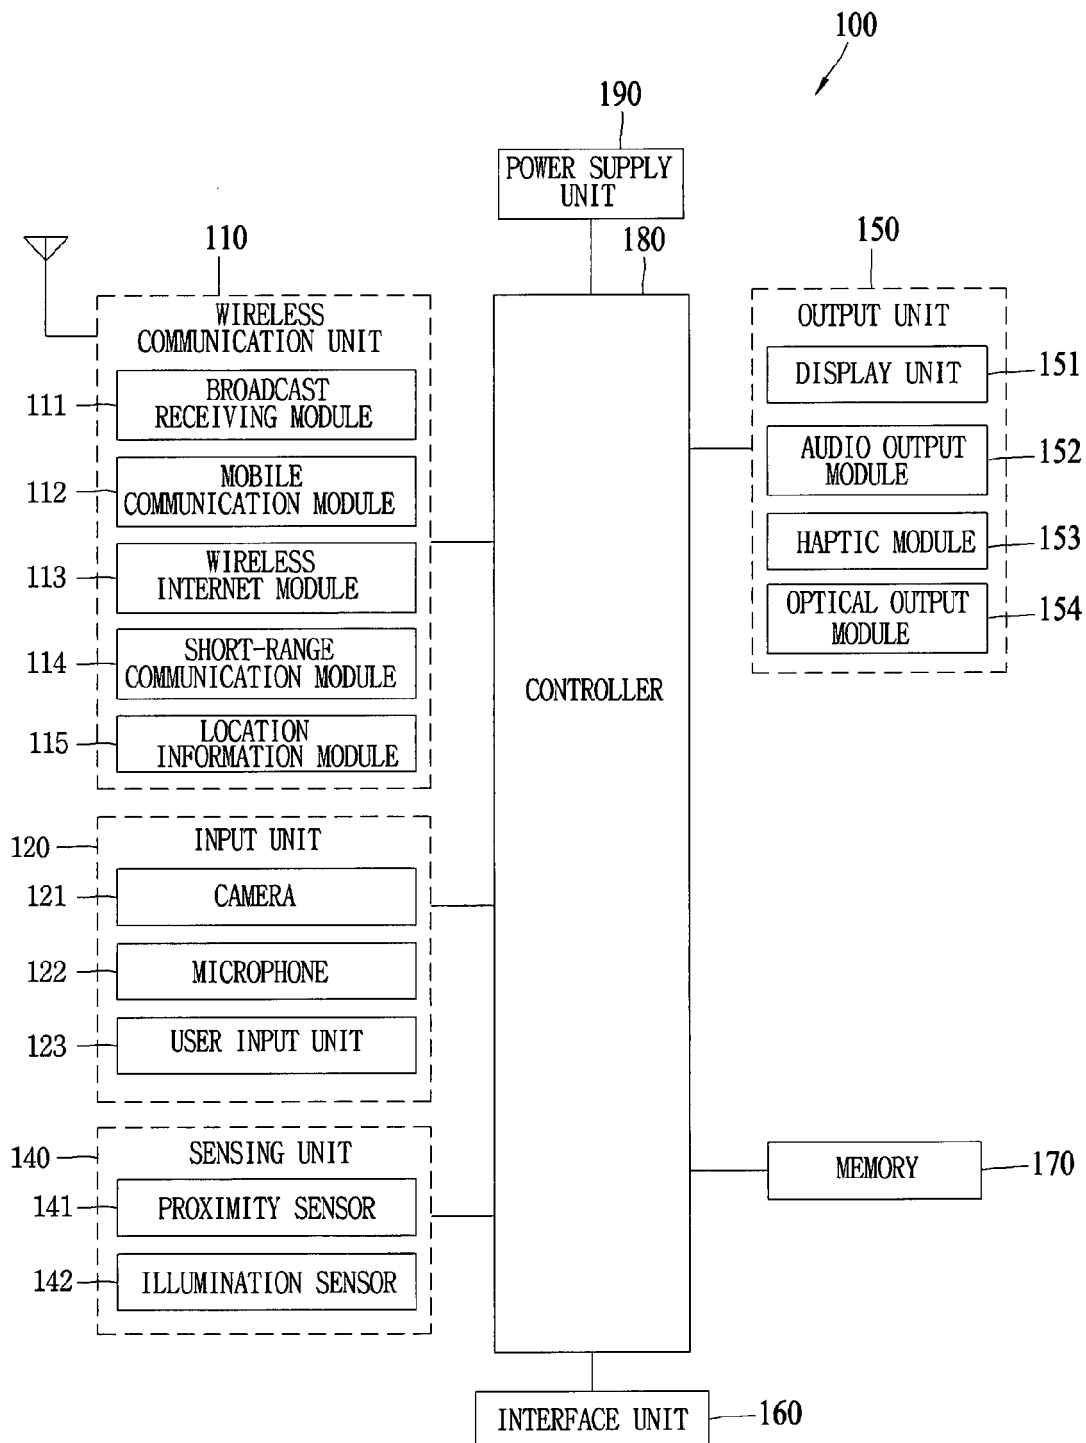 100
190
POWER SUPPLY
UNIT
110
180
150
WIRELESS
COMMUNICATION UNIT
OUTPUT UNIT
111
BROADCAST
RECEIVING MODULE
DISPLAY UNIT
151
112
MOBILE
COMMUNICATION MODULE
AUDIO OUTPUT
MODULE
152
113
WIRELESS
INTERNET MODULE
HAPTIC MODULE
153
OPTICAL OUTPUT
MODULE
154
114
SHORT-RANGE
COMMUNICATION MODULE
CONTROLLER
115
LOCATION
INFORMATION MODULE
120
INPUT UNIT
121
CAMERA
122
MICROPHONE
123
USER INPUT UNIT
140
SENSING UNIT
MEMORY
170
141
PROXIMITY SENSOR
142
ILLUMINATION SENSOR
INTERFACE UNIT
160